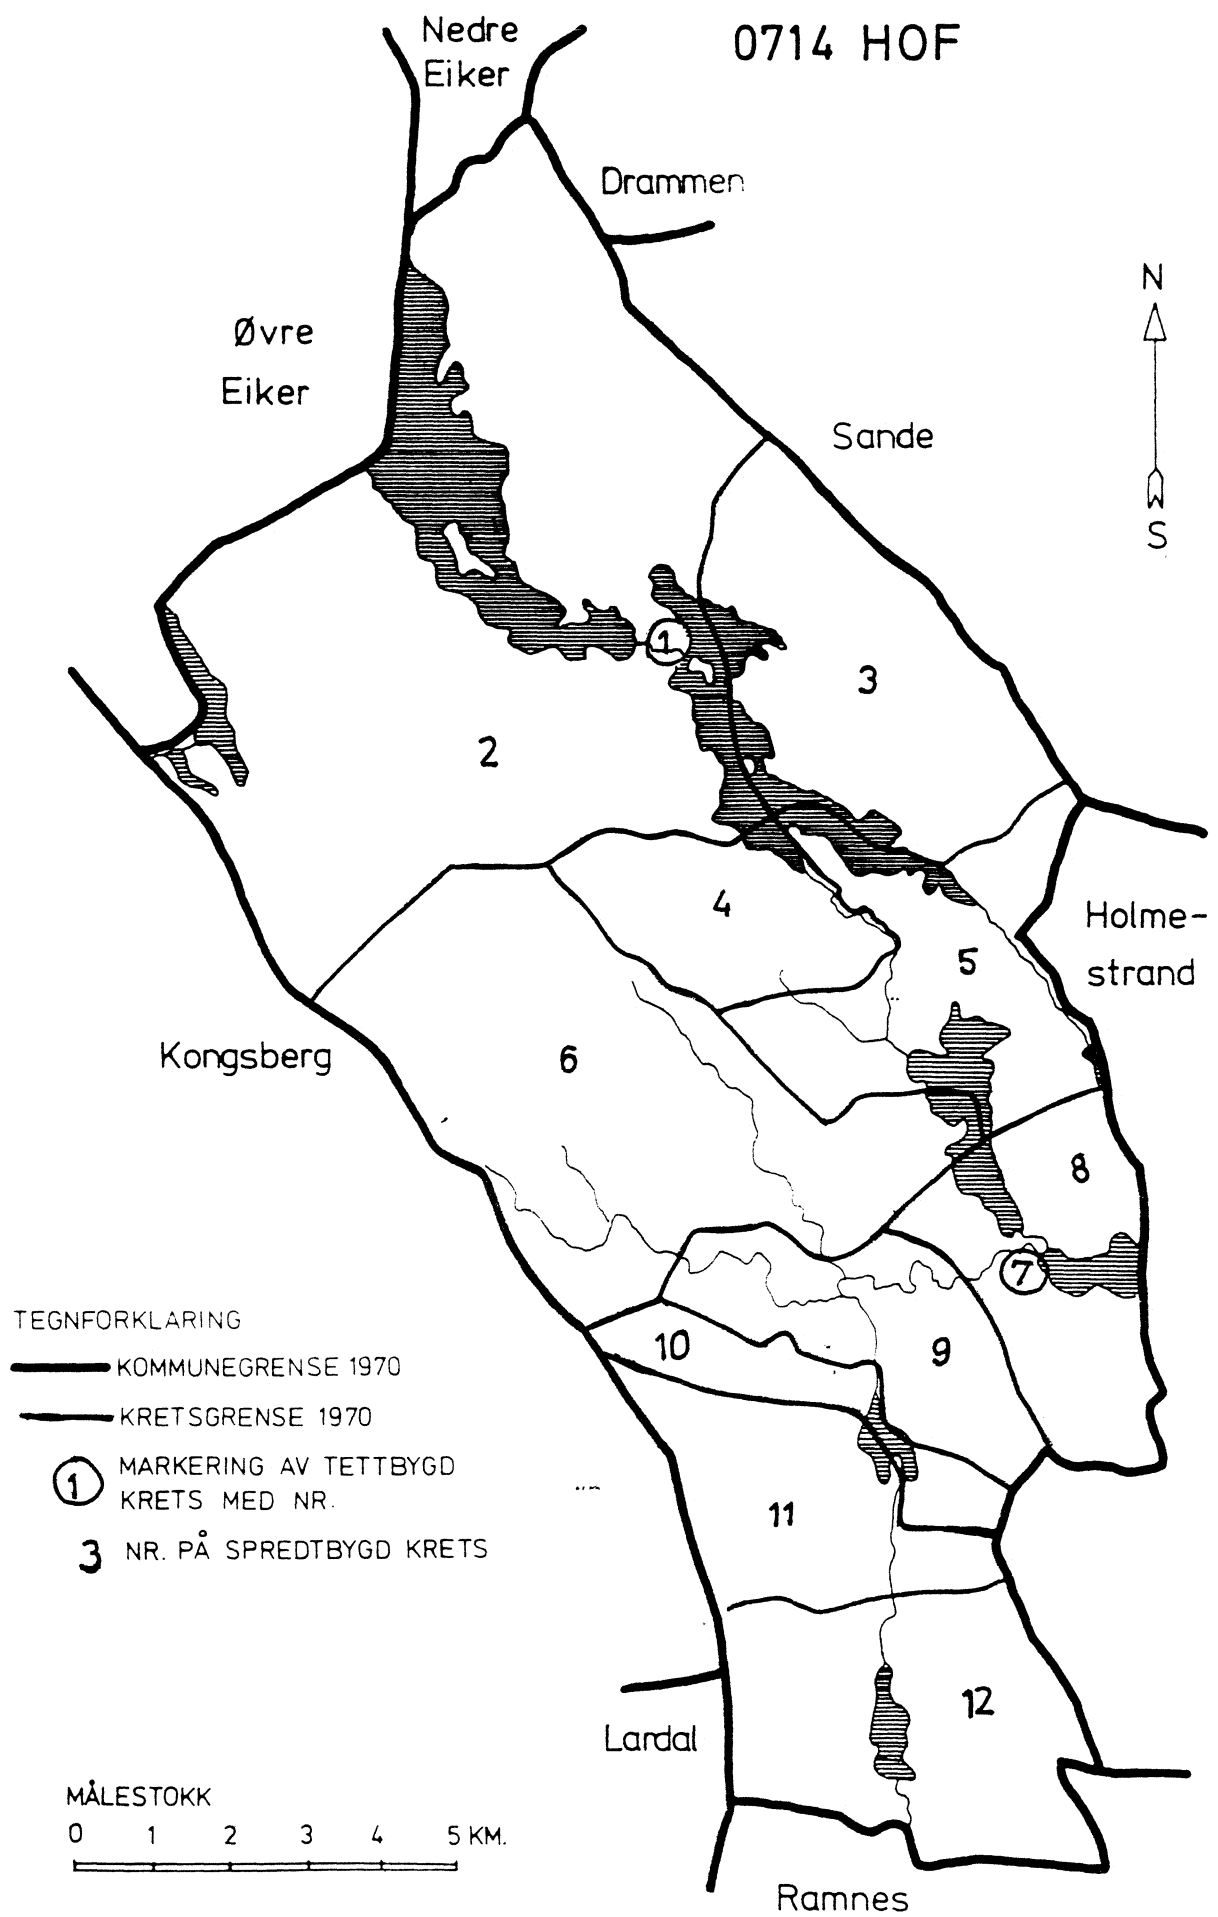 0714 HOF
Nedre
Eiker
Drammen
N
S
Øvre
Eiker
Sande
1
3
2
4
Holme-
strand
5
Kongsberg
6
8
7
10
9
TEGNFORKLARING
KOMMUNEGRENSE 1970
KRETSGRENSE 1970
1 MARKERING AV TETTBYGD
KRETS MED NR.
3 NR. PÅ SPREDTBYGD KRETS
11
12
Lardal
MÅLESTOKK
0 1 2 3 4 5 KM.
Ramnes